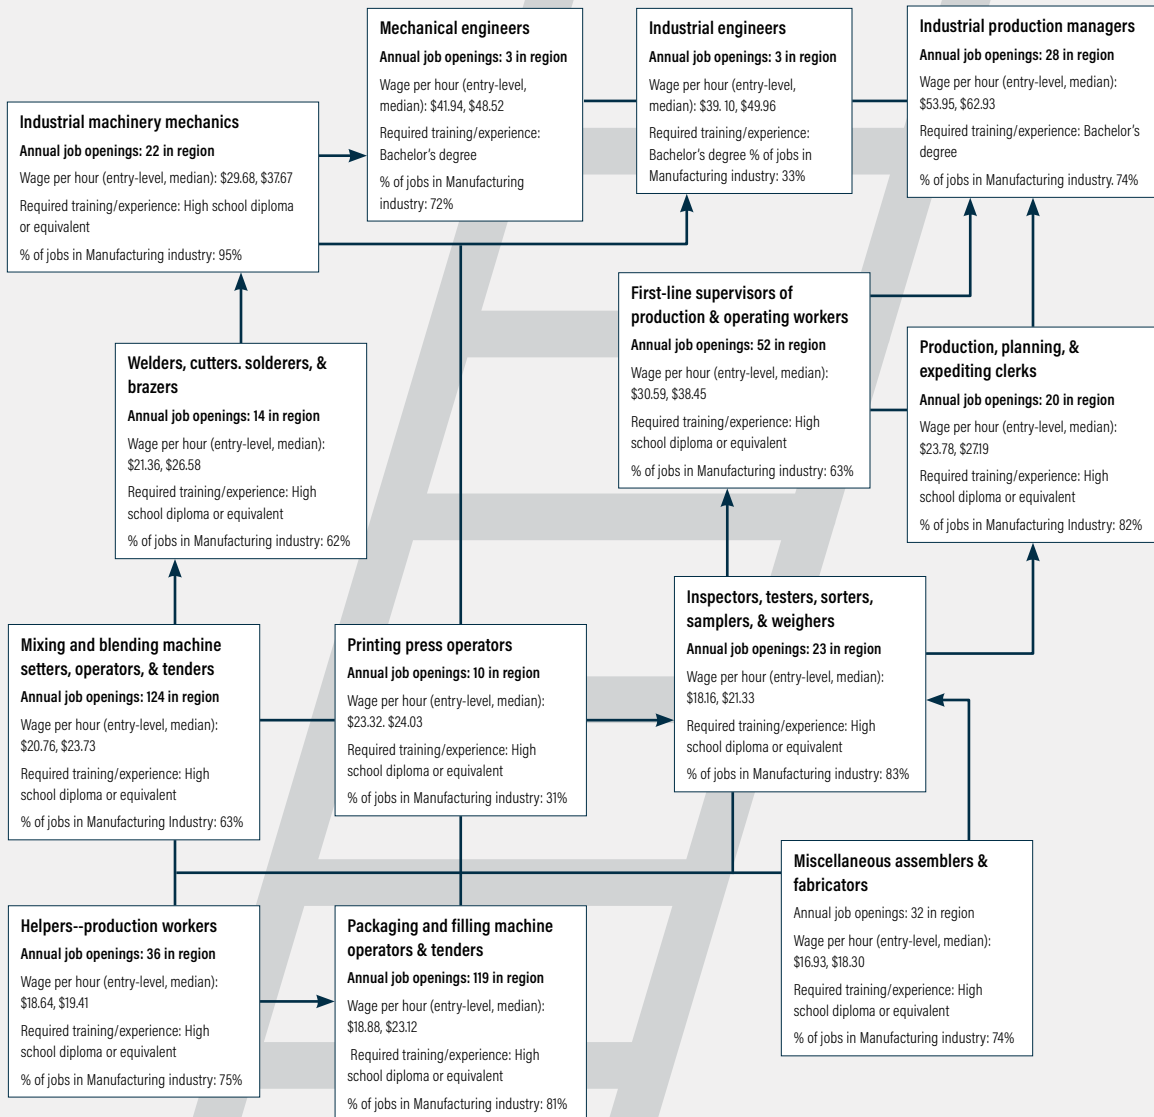 Mechanical engineers
Annual job openings: 3 in region
Wage per hour (entry-level,
median): $41.94, $48.52
Required training/experience:
Bachelor's degree
% of jobs in Manufacturing
industry: 72%
Industrial engineers
Annual job openings: 3 in region
Wage per hour (entry-level,
median): $39. 10, $49.96
Required training/experience:
Bachelor's degree % of jobs in
Manufacturing industry: 33%
Industrial production managers
Annual job openings: 28 in region
Wage per hour (entry-level, median):
$53.95, $62.93
Required training/experience: Bachelor's
degree
% of jobs in Manufacturing industry. 74%
Industrial machinery mechanics
Annual job openings: 22 in region
Wage per hour (entry-level, median): $29.68, $37.67
Required training/experience: High school diploma
or equivalent
% of jobs in Manufacturing industry: 95%
First-line supervisors of
production & operating workers
Annual job openings: 52 in region
Wage per hour (entry-level, median):
$30.59, $38.45
Required training/experience: High
school diploma or equivalent
% of jobs in Manufacturing industry: 63%
Production, planning, &
expediting clerks
Annual job openings: 20 in region
Wage per hour (entry-level, median):
$23.78, $27.19
Required training/experience: High
school diploma or equivalent
% of jobs in Manufacturing Industry: 82%
Welders, cutters. solderers, &
brazers
Annual job openings: 14 in region
Wage per hour (entry-level, median):
$21.36, $26.58
Required training/experience: High
school diploma or equivalent
% of jobs in Manufacturing industry: 62%
Mixing and blending machine
setters, operators, & tenders
Annual job openings: 124 in region
Wage per hour (entry-level, median):
$20.76, $23.73
Required training/experience: High
school diploma or equivalent
% of jobs in Manufacturing Industry: 63%
Printing press operators
Annual job openings: 10 in region
Wage per hour (entry-level, median):
$23.32. $24.03
Required training/experience: High
school diploma or equivalent
% of jobs in Manufacturing industry: 31%
Inspectors, testers, sorters,
samplers, & weighers
Annual job openings: 23 in region
Wage per hour (entry-level, median):
$18.16, $21.33
Required training/experience: High
school diploma or equivalent
% of jobs in Manufacturing industry: 83%
Miscellaneous assemblers &
fabricators
Annual job openings: 32 in region
Wage per hour (entry-level, median):
$16.93, $18.30
Required training/experience: High
school diploma or equivalent
% of jobs in Manufacturing industry: 74%
Helpers--production workers
Annual job openings: 36 in region
Wage per hour (entry-level, median):
$18.64, $19.41
Required training/experience: High
school diploma or equivalent
% of jobs in Manufacturing industry: 75%
Packaging and filling machine
operators & tenders
Annual job openings: 119 in region
Wage per hour (entry-level, median):
$18.88, $23.12
Required training/experience: High
school diploma or equivalent
% of jobs in Manufacturing industry: 81%